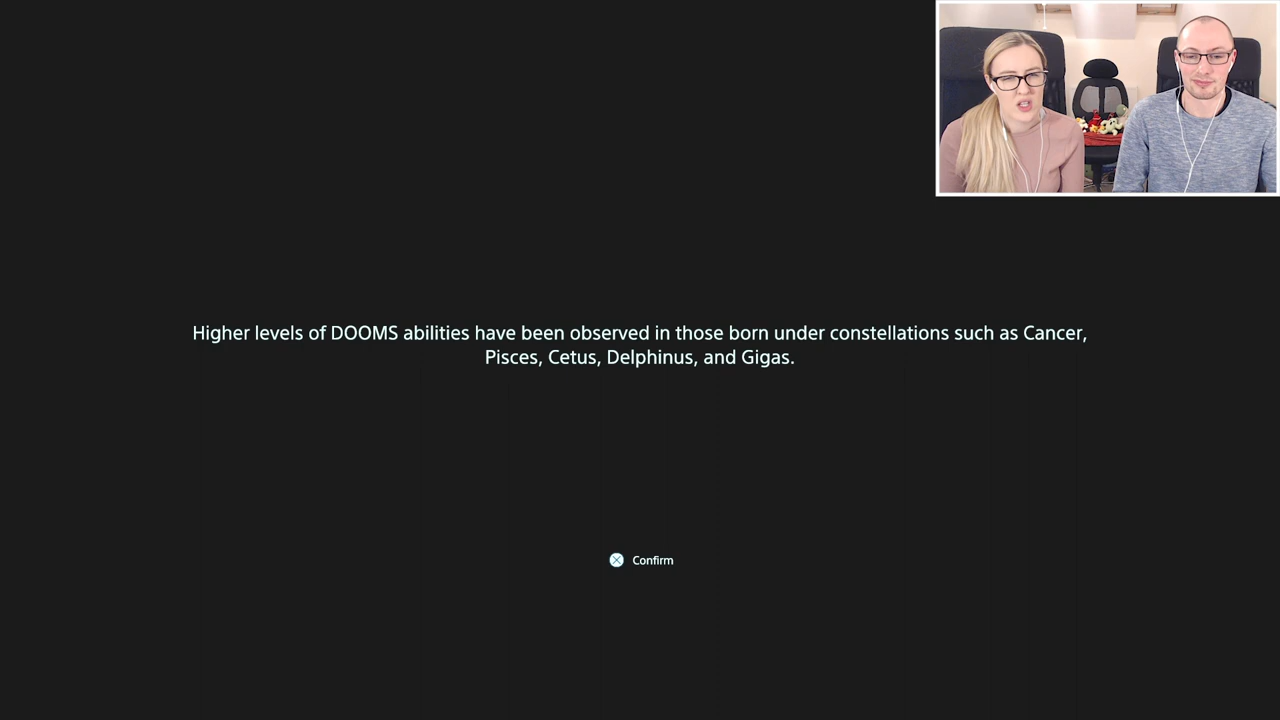 Higher levels of DOOMS abilities have been observed in those born under constellations such as Cancer,
Pisces, Cetus, Delphinus, and Gigas.
Confirm